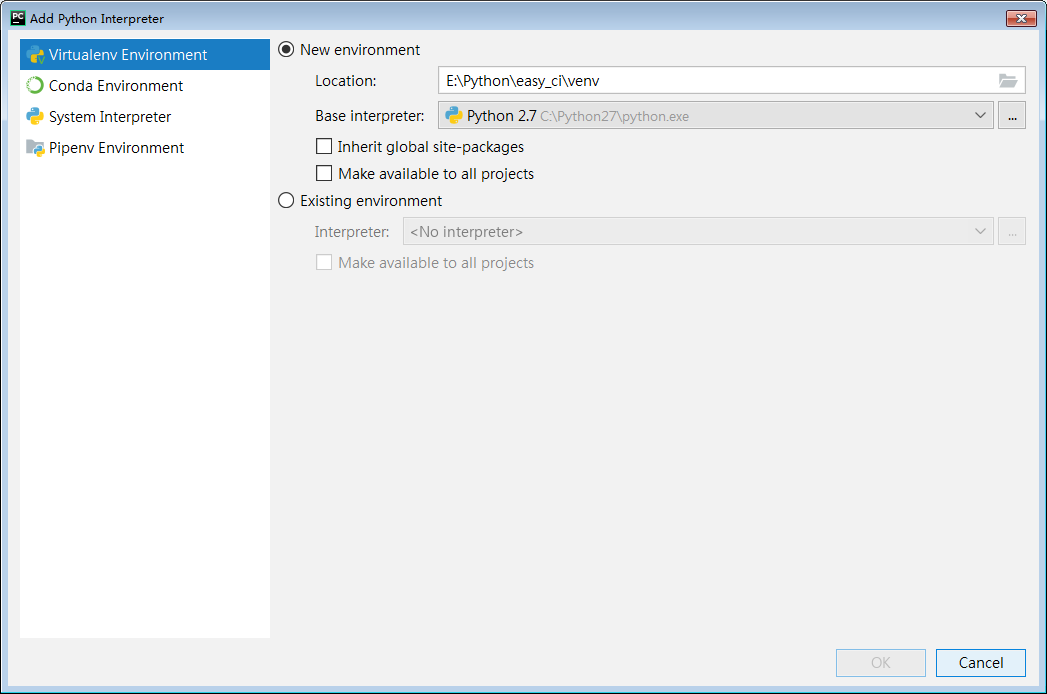 PC Add Python Interpreter
Virtualenv Environment
Conda Environment
System Interpreter
Pipenv Environment
New environment
Location: E:\Python\easy_ci\venv
Base interpreter: Python 2.7 C:\Python27\python.exe ...
Inherit global site-packages
Make available to all projects
Existing environment
Interpreter: <No interpreter> ...
Make available to all projects
OK Cancel